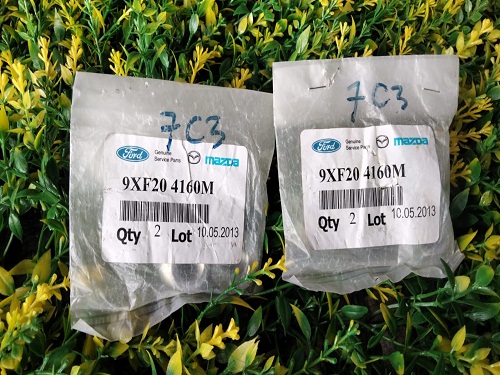 7C3
Ford
Genuine
Service Parts
mazda
9XF20 4160M
Qty 2 Lot 10.05.2013
7C3
Ford
Genuine
Service Parts
mazda
9XF20 4160M
Qty 2 Lot 10.05.2013